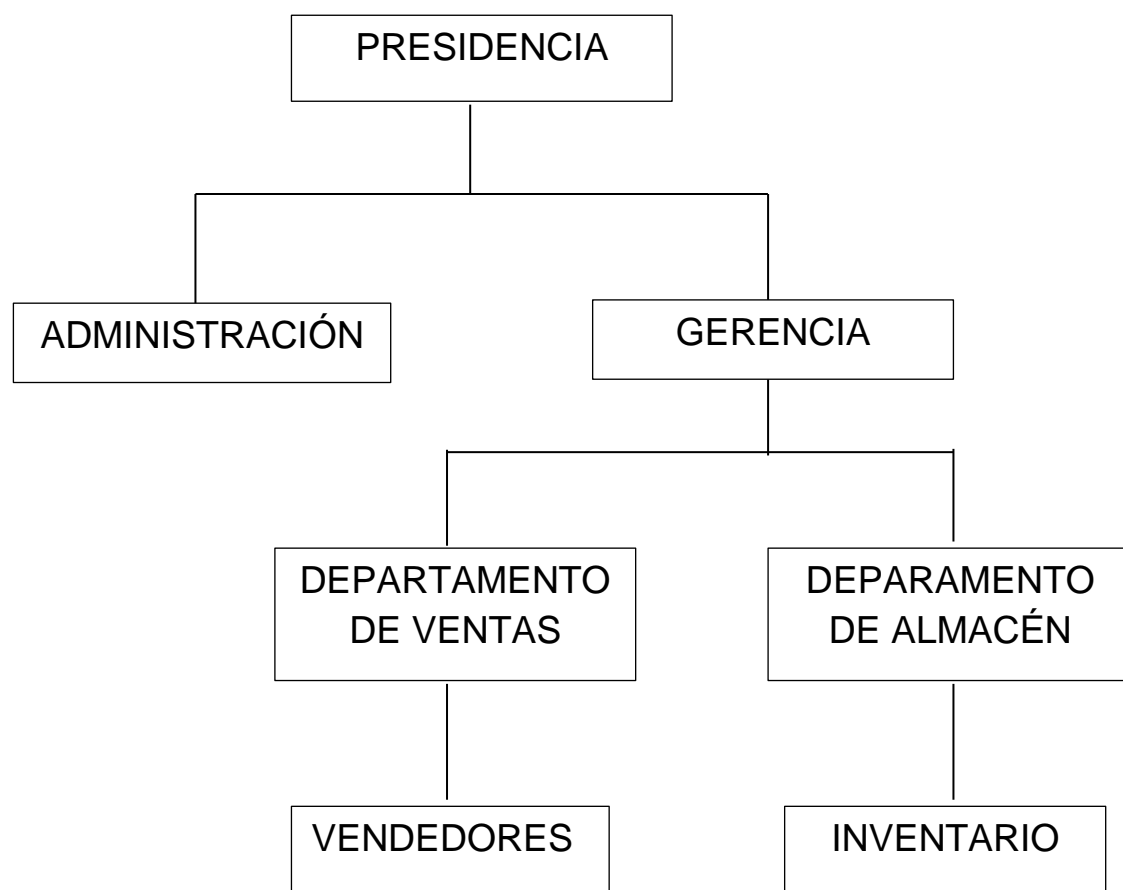 PRESIDENCIA
ADMINISTRACIÓN
GERENCIA
DEPARTAMENTO
DE VENTAS
DEPARAMENTO
DE ALMACÉN
VENDEDORES
INVENTARIO